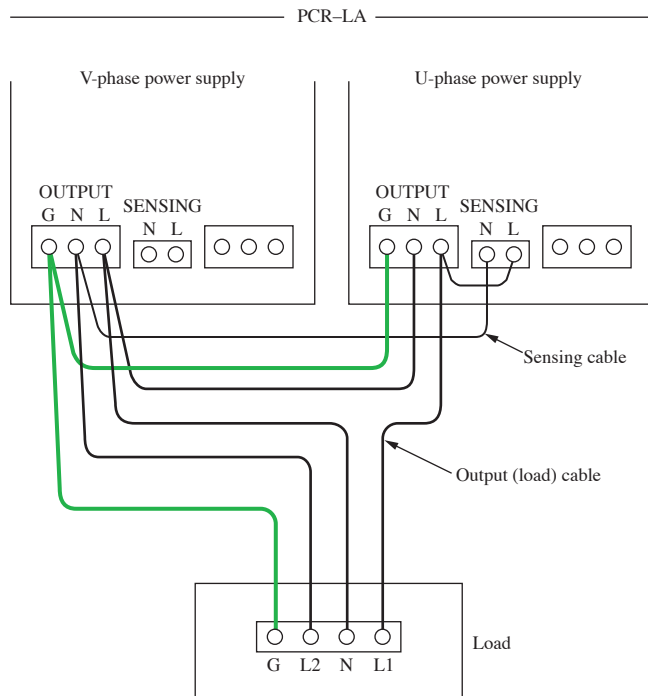 PCR–LA
V-phase power supply
U-phase power supply
OUTPUT
G N L
SENSING
N L
OUTPUT
G N L
SENSING
N L
Sensing cable
Output (load) cable
Load
G L2 N L1